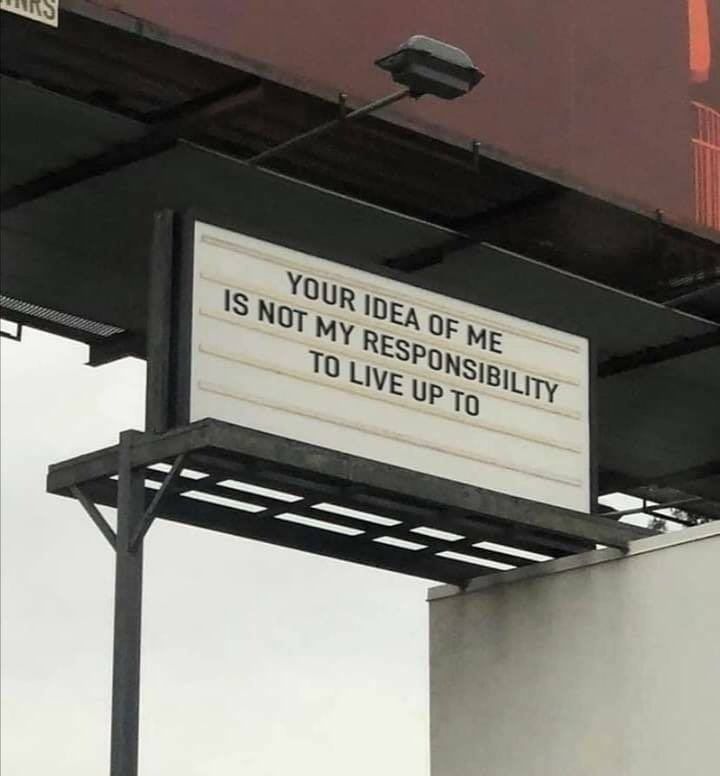 YOUR IDEA OF ME
IS NOT MY RESPONSIBILITY
TO LIVE UP TO